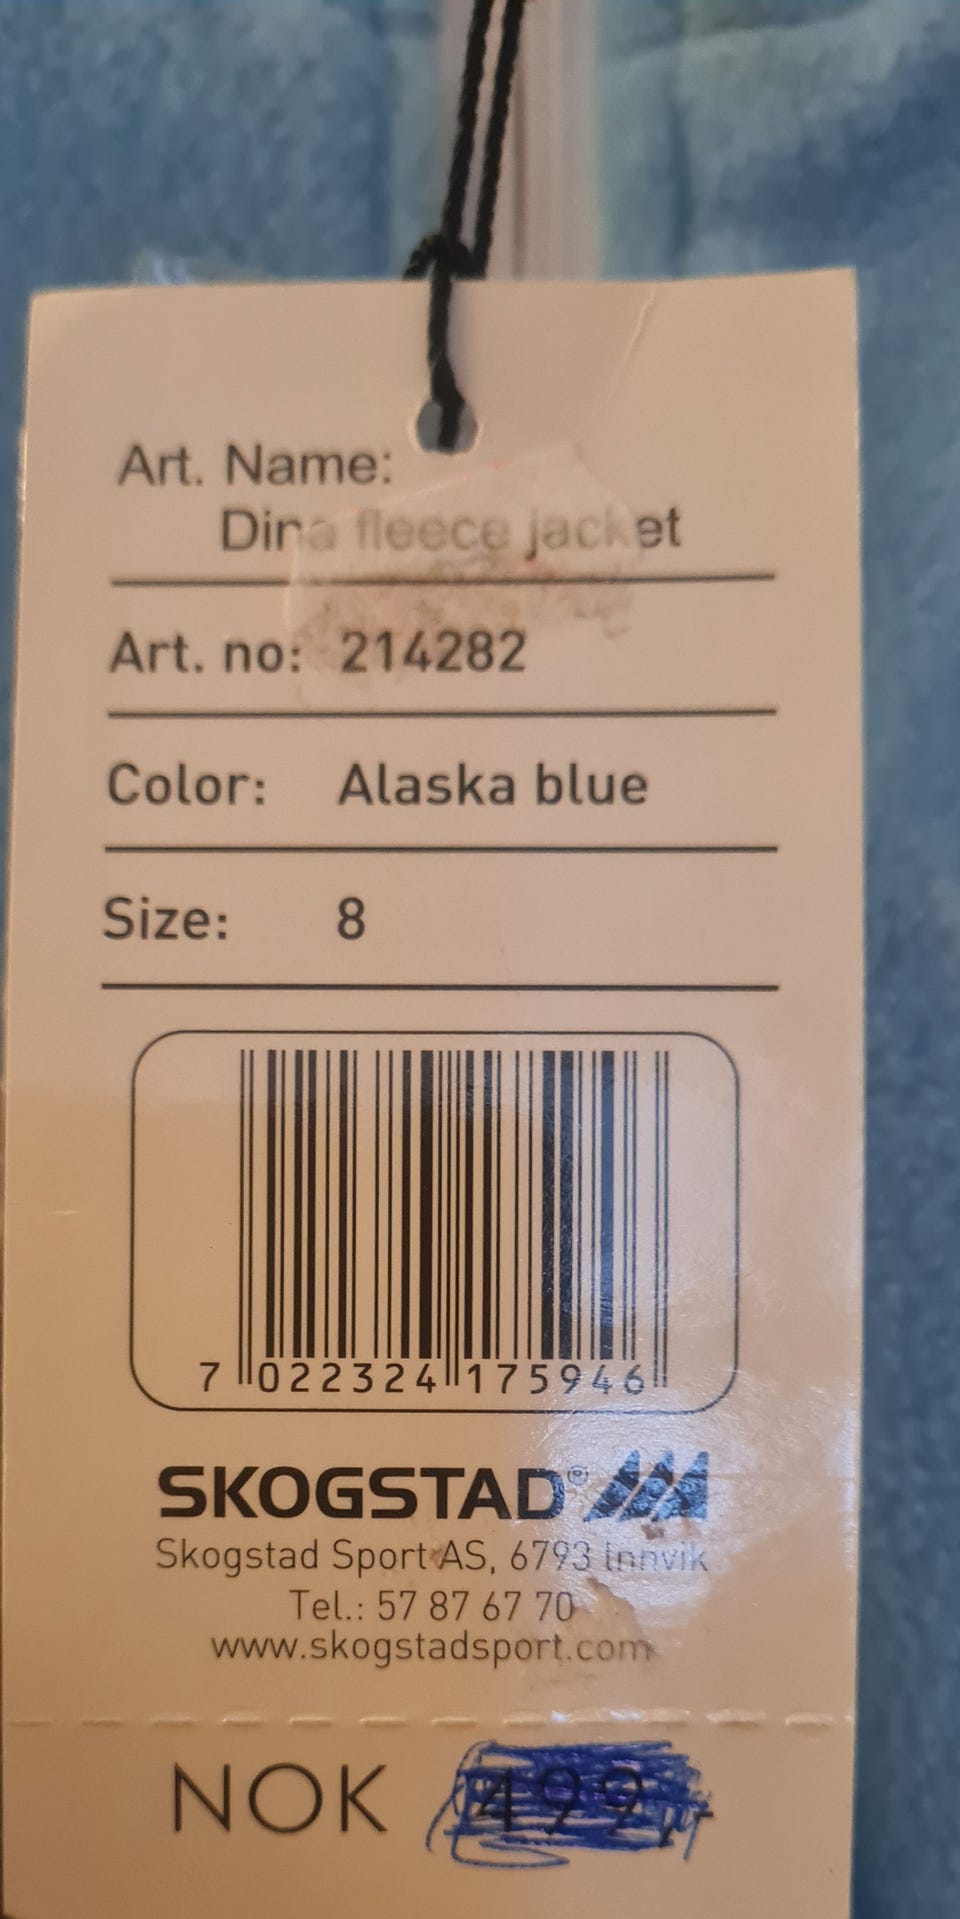 Art. Name:
Dina fleece jacket
Art. no: 214282
Color: Alaska blue
Size: 8
7 022324 175946
SKOGSTAD®
Skogstad Sport AS, 6793 Innvik
Tel.: 57 87 67 70
www.skogstadsport.com
NOK 499,-